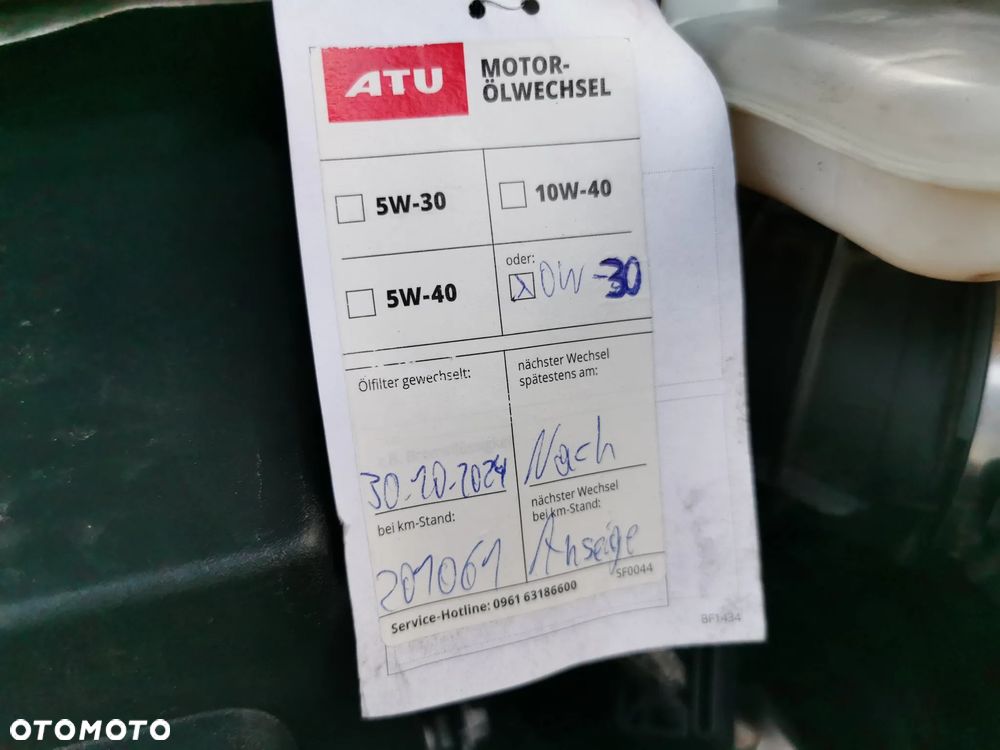 ATU
MOTOR-
ÖLWECHSEL
5W-30
10W-40
5W-40
oder:
0W-30
Ölfilter gewechselt:
30.10.2024
nächster Wechsel
spätestens am:
Nach
bei km-Stand:
201061
nächster Wechsel
bei km-Stand:
Anzeige
Service-Hotline: 0961 63186600
SF0044
BF1434
OTOMOTO